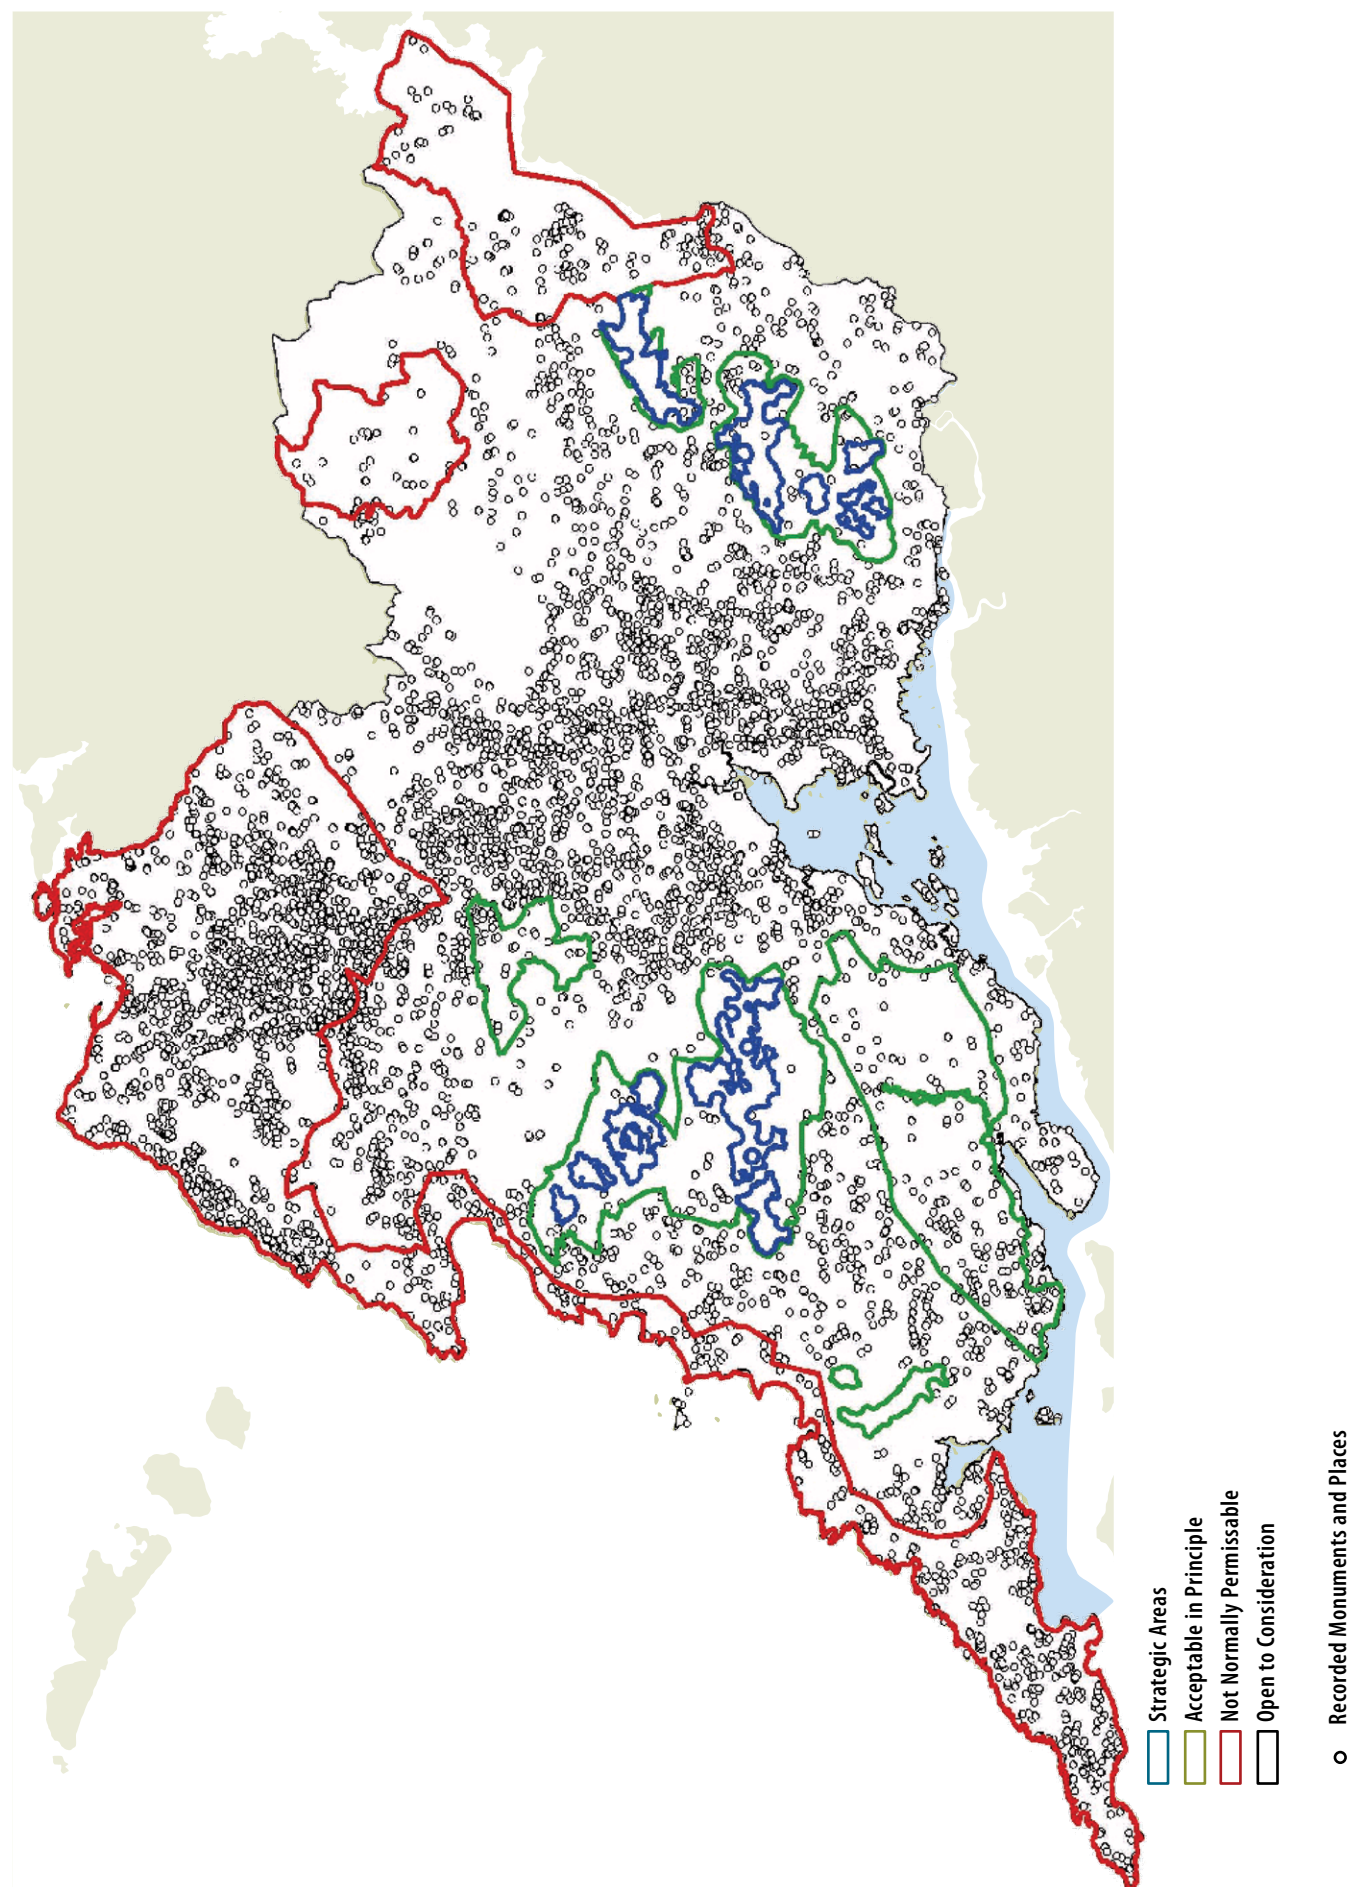 Strategic Areas
Acceptable in Principle
Not Normally Permissable
Open to Consideration
Recorded Monuments and Places